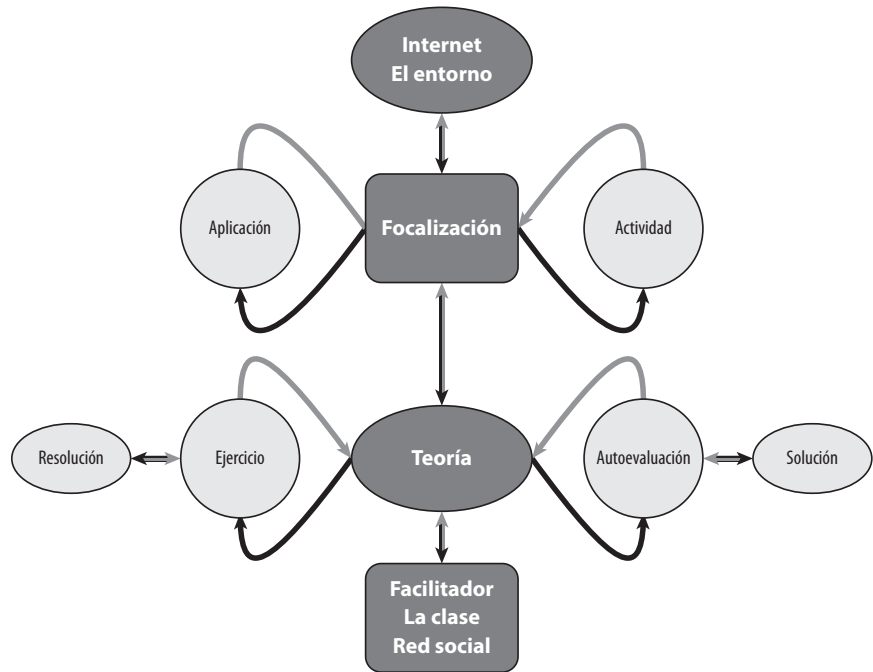 Internet
El entorno
Aplicación
Focalización
Actividad
Resolución
Ejercicio
Teoría
Autoevaluación
Solución
Facilitador
La clase
Red social